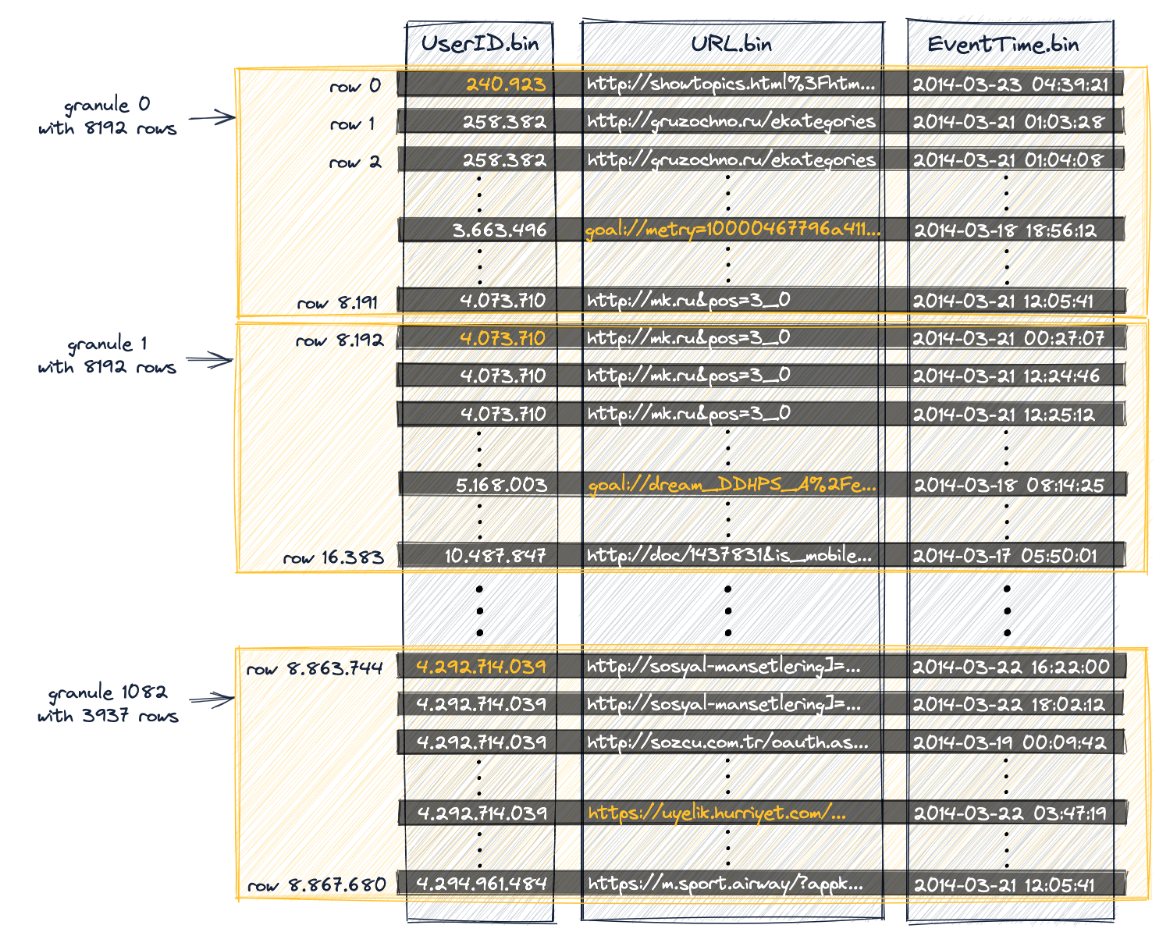 UserID.bin URL.bin EventTime.bin
row 0 240.923 http://showtopics.html%3Fhtm... 2014-03-23 04:39:21
granule 0
with 8192 rows
row 1 258.382 http://gruzochno.ru/ekategories 2014-03-21 01:03:28
row 2 258.382 http://gruzochno.ru/ekategories 2014-03-21 01:04:08
3.663.496 goal://metry=10000467796a411... 2014-03-18 18:56:12
row 8.191 4.073.710 http://mk.ru&pos=3_0 2014-03-21 12:05:41
granule 1
with 8192 rows
row 8.192 4.073.710 http://mk.ru&pos=3_0 2014-03-21 00:27:07
4.073.710 http://mk.ru&pos=3_0 2014-03-21 12:24:46
4.073.710 http://mk.ru&pos=3_0 2014-03-21 12:25:12
5.168.003 goal://dream_DDHPS_A%2Fe... 2014-03-18 08:14:25
row 16.383 10.487.847 http://doc/1437831&is_mobile... 2014-03-17 05:50:01
row 8.863.744 4.292.714.039 http://sosyal-mansetlering]=... 2014-03-22 16:22:00
granule 1082
with 3937 rows
4.292.714.039 http://sosyal-mansetlering]=... 2014-03-22 18:02:12
4.292.714.039 http://sozcu.com.tr/oauth.as... 2014-03-19 00:09:42
4.292.714.039 https://uyelik.hurriyet.com/... 2014-03-22 03:47:19
row 8.867.680 4.294.961.484 https://m.sport.airway/?appk... 2014-03-21 12:05:41